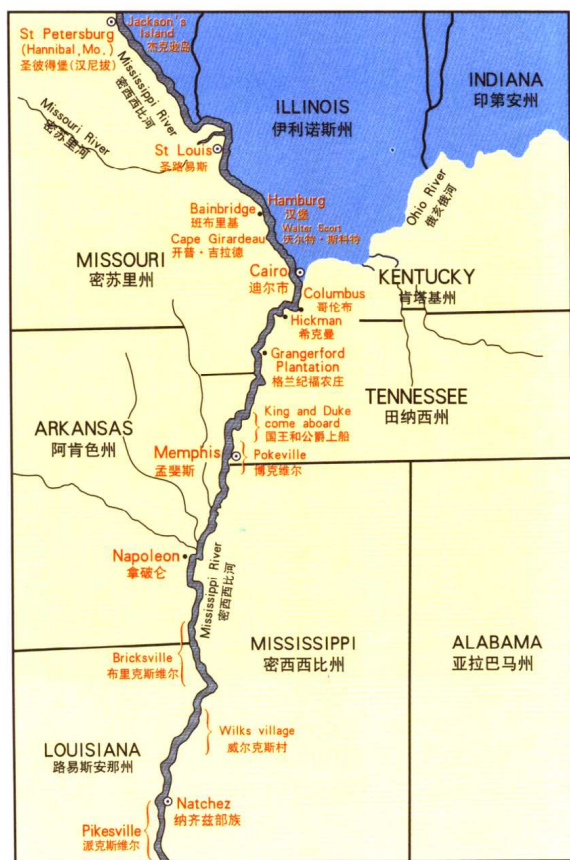 St Petersburg
(Hannibal, Mo.)
圣彼得堡(汉尼拔)
Jackson's
Island
杰克逊岛
Mississippi River
密西西比河
Missouri River
密苏里河
ILLINOIS
伊利诺斯州
INDIANA
印第安州
St Louis
圣路易斯
Ohio River
俄亥俄河
Bainbridge
班布里基
Hamburg
汉堡
Walter Scort
沃尔特·斯科特
Cape Girardeau
开普·吉拉德
MISSOURI
密苏里州
Cairo
迪尔市
KENTUCKY
肯塔基州
Columbus
哥伦布
Hickman
希克曼
Grangerford
Plantation
格兰纪福农庄
TENNESSEE
田纳西州
King and Duke
come aboard
国王和公爵上船
ARKANSAS
阿肯色州
Memphis
孟斐斯
Pokeville
博克维尔
Napoleon
拿破仑
Mississippi River
密西西比河
Bricksville
布里克斯维尔
MISSISSIPPI
密西西比州
ALABAMA
亚拉巴马州
Wilks village
威尔克斯村
LOUISIANA
路易斯安那州
Natchez
纳齐兹部族
Pikesville
派克斯维尔